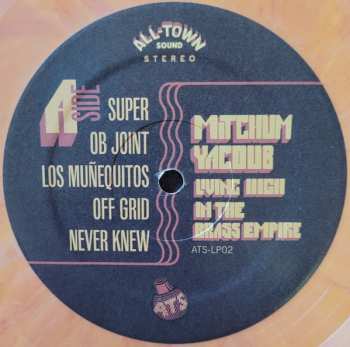 ALL-TOWN
SOUND
STEREO
A SIDE
SUPER
OB JOINT
LOS MUÑEQUITOS
OFF GRID
NEVER KNEW
MITCHUM
YACOUB
LYING HIGH
IN THE
GRASS EMPIRE
ATS-LP02
ATS